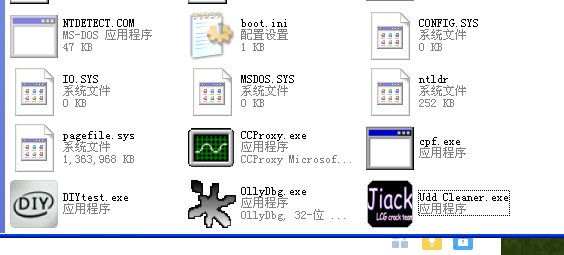 NTDETECT.COM
MS-DOS 应用程序
47 KB
boot.ini
配置设置
1 KB
CONFIG.SYS
系统文件
0 KB
IO.SYS
系统文件
0 KB
MSDOS.SYS
系统文件
0 KB
ntldr
系统文件
252 KB
pagefile.sys
系统文件
1,363,968 KB
CCProxy.exe
应用程序
CCProxy Microsof...
cpf.exe
应用程序
DIY
DIYtest.exe
应用程序
OllyDbg.exe
应用程序
OllyDbg, 32-位 ...
Jiack
LCG crack team
Udd Cleaner.exe
应用程序